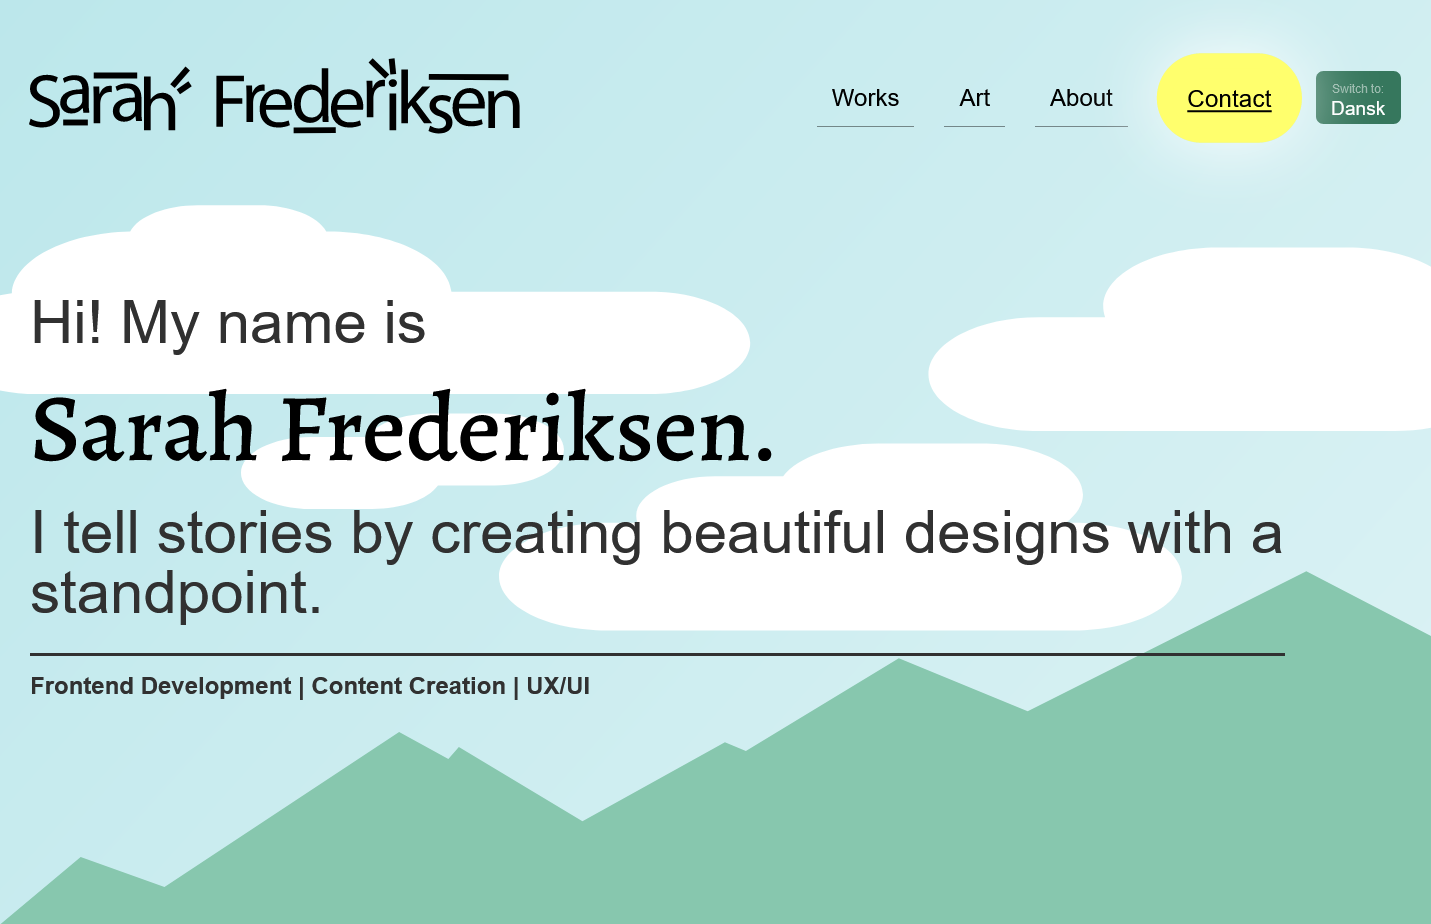 Sarah Frederiksen
Works
Art
About
Contact
Switch to:
Dansk
Hi! My name is
Sarah Frederiksen.
I tell stories by creating beautiful designs with a
standpoint.
Frontend Development | Content Creation | UX/UI